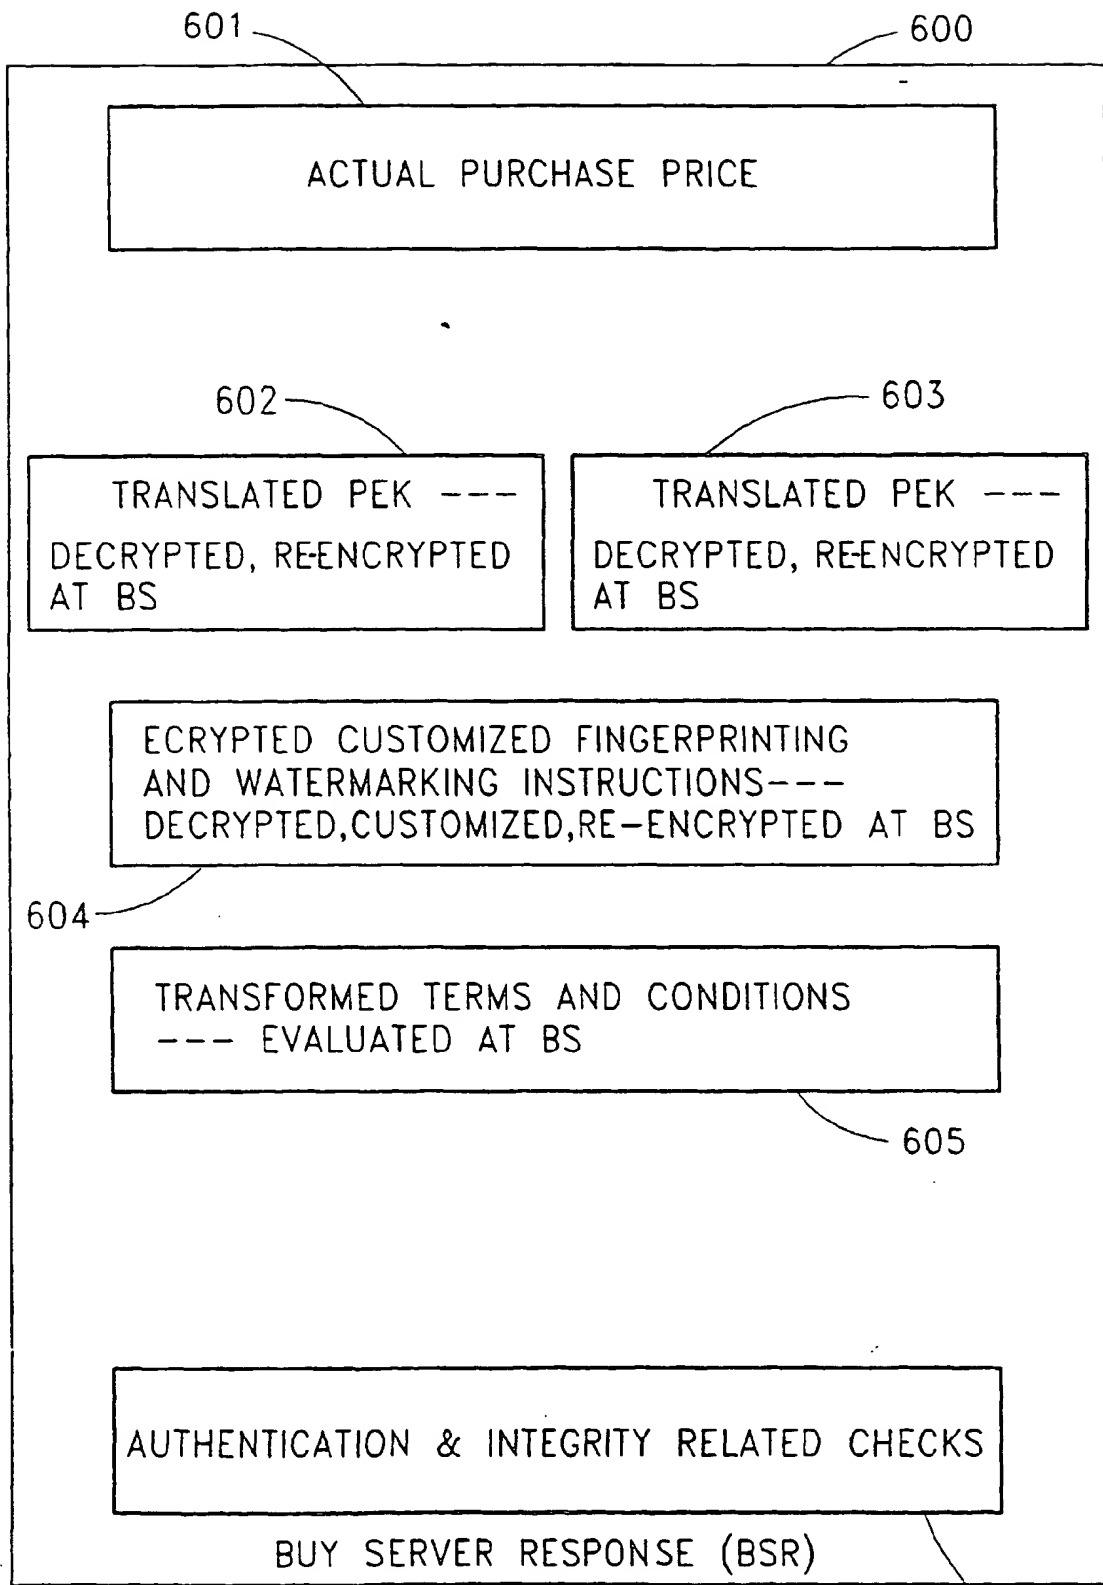 601
600
ACTUAL PURCHASE PRICE
602
603
TRANSLATED PEK ---
DECRYPTED, RE-ENCRYPTED
AT BS
TRANSLATED PEK ---
DECRYPTED, RE-ENCRYPTED
AT BS
ECRYPTED CUSTOMIZED FINGERPRINTING
AND WATERMARKING INSTRUCTIONS---
DECRYPTED,CUSTOMIZED,RE-ENCRYPTED AT BS
604
TRANSFORMED TERMS AND CONDITIONS
--- EVALUATED AT BS
605
AUTHENTICATION & INTEGRITY RELATED CHECKS
BUY SERVER RESPONSE (BSR)